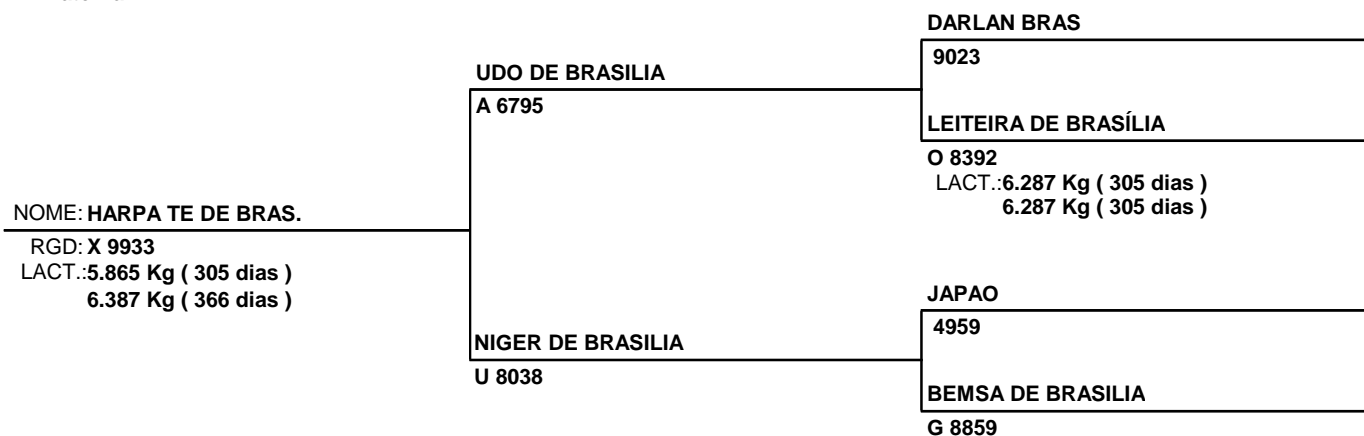 DARLAN BRAS
9023
UDO DE BRASILIA
A 6795
LEITEIRA DE BRASÍLIA
O 8392
LACT.:6.287 Kg ( 305 dias )
6.287 Kg ( 305 dias )
NOME: HARPA TE DE BRAS.
RGD: X 9933
LACT.:5.865 Kg ( 305 dias )
6.387 Kg ( 366 dias )
JAPAO
4959
NIGER DE BRASILIA
U 8038
BEMSA DE BRASILIA
G 8859